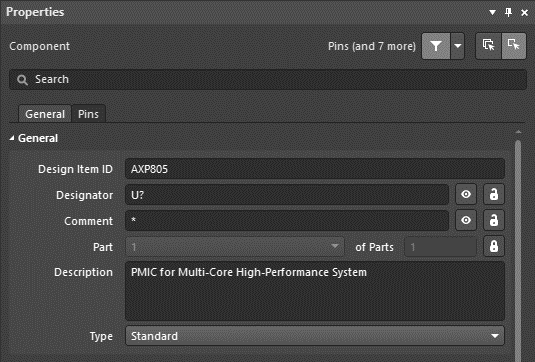 Properties
Component Pins (and 7 more)
Search
General Pins
General
Design Item ID AXP805
Designator U?
Comment *
Part 1 of Parts 1
Description PMIC for Multi-Core High-Performance System
Type Standard